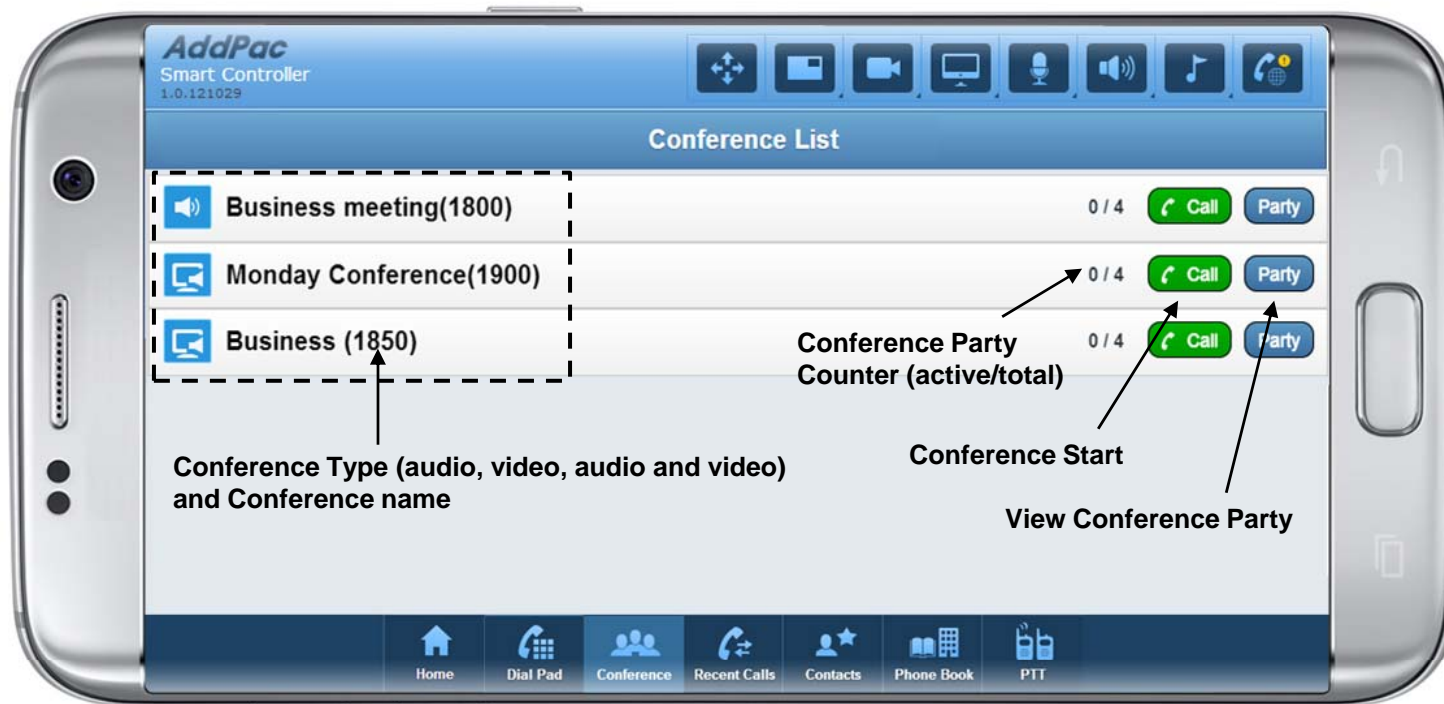 AddPac
Smart Controller
1.0.121029
Conference List
Business meeting(1800)
0 / 4 Call Party
Monday Conference(1900)
0 / 4 Call Party
Business (1850)
0 / 4 Call Party
Conference Party
Counter (active/total)
Conference Type (audio, video, audio and video)
and Conference name
Conference Start
View Conference Party
Home Dial Pad Conference Recent Calls Contacts Phone Book PTT